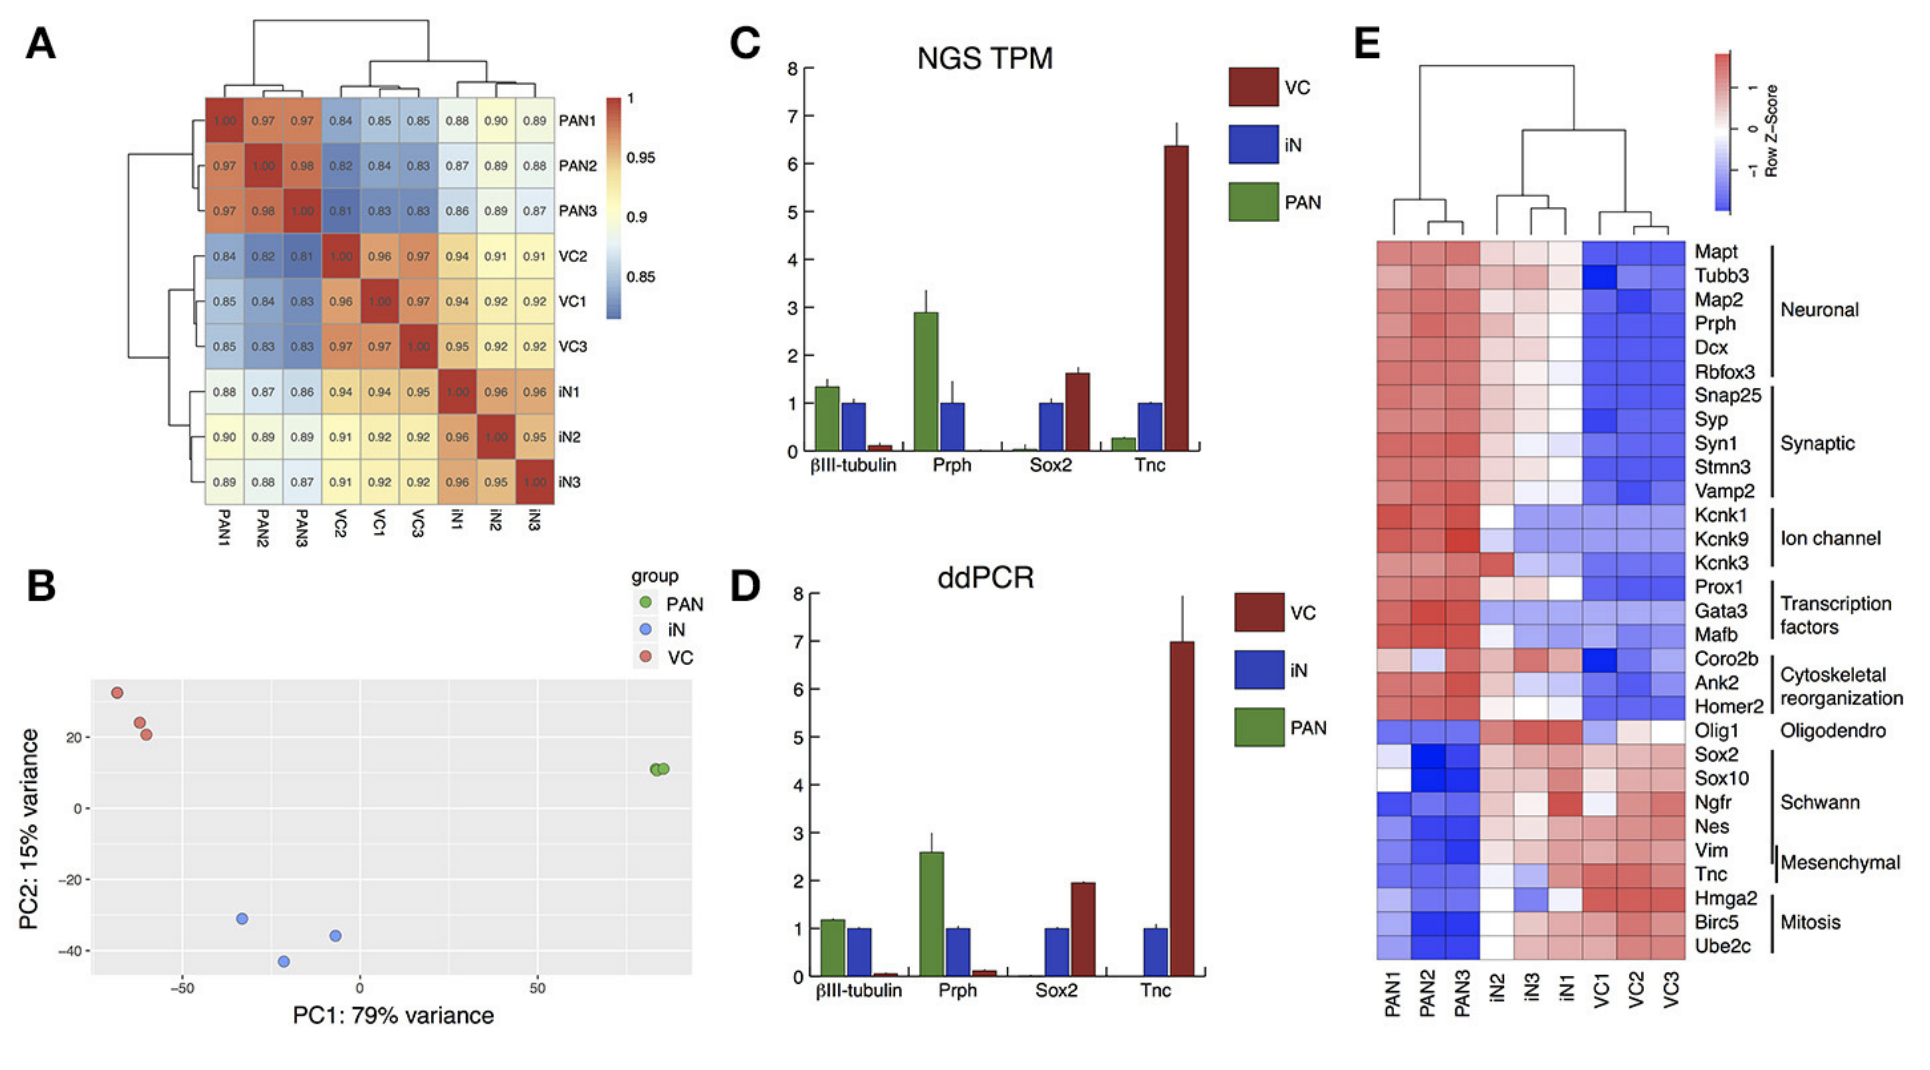 A
1.00 0.97 0.97 0.84 0.85 0.85 0.88 0.90 0.89 PAN1
0.97 1.00 0.98 0.82 0.84 0.83 0.87 0.89 0.88 PAN2
0.97 0.98 1.00 0.81 0.83 0.83 0.86 0.89 0.87 PAN3
0.84 0.82 0.81 1.00 0.96 0.97 0.94 0.91 0.91 VC2
0.85 0.84 0.83 0.96 1.00 0.97 0.94 0.92 0.92 VC1
0.85 0.83 0.83 0.97 0.97 1.00 0.95 0.92 0.92 VC3
0.88 0.87 0.86 0.94 0.94 0.95 1.00 0.96 0.96 iN1
0.90 0.89 0.89 0.91 0.92 0.92 0.96 1.00 0.95 iN2
0.89 0.88 0.87 0.91 0.92 0.92 0.96 0.95 1.00 iN3
PAN1 PAN2 PAN3 VC2 VC1 VC3 iN1 iN2 iN3
1
0.95
0.9
0.85
B
group
PAN
iN
VC
PC2: 15% variance
20
0
−20
−40
−50 0 50
PC1: 79% variance
C
NGS TPM
8
7
6
5
4
3
2
1
0
βIII-tubulin Prph Sox2 Tnc
VC
iN
PAN
D
ddPCR
8
7
6
5
4
3
2
1
0
βIII-tubulin Prph Sox2 Tnc
VC
iN
PAN
E
1
0
−1
Row Z-Score
Mapt
Tubb3
Map2
Prph
Dcx
Rbfox3
Snap25
Syp
Syn1
Stmn3
Vamp2
Kcnk1
Kcnk9
Kcnk3
Prox1
Gata3
Mafb
Coro2b
Ank2
Homer2
Olig1
Sox2
Sox10
Ngfr
Nes
Vim
Tnc
Hmga2
Birc5
Ube2c
Neuronal
Synaptic
Ion channel
Transcription
factors
Cytoskeletal
reorganization
Oligodendro
Schwann
Mesenchymal
Mitosis
PAN1 PAN2 PAN3 iN2 iN3 iN1 VC1 VC2 VC3